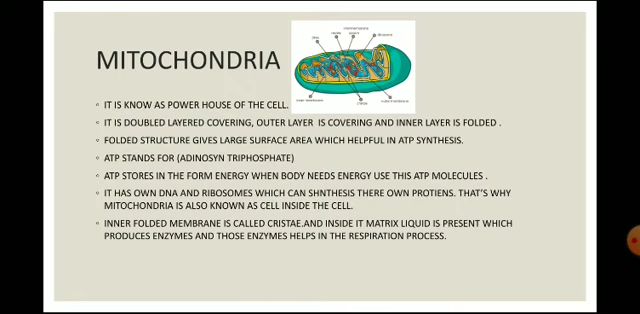 MITOCHONDRIA
IT IS KNOW AS POWER HOUSE OF THE CELL.
IT IS DOUBLED LAYERED COVERING, OUTER LAYER IS COVERING AND INNER LAYER IS FOLDED .
FOLDED STRUCTURE GIVES LARGE SURFACE AREA WHICH HELPFUL IN ATP SYNTHESIS.
ATP STANDS FOR (ADINOSYN TRIPHOSPHATE)
ATP STORES IN THE FORM ENERGY WHEN BODY NEEDS ENERGY USE THIS ATP MOLECULES .
IT HAS OWN DNA AND RIBOSOMES WHICH CAN SHNTHESIS THERE OWN PROTIENS. THAT'S WHY
MITOCHONDRIA IS ALSO KNOWN AS CELL INSIDE THE CELL.
INNER FOLDED MEMBRANE IS CALLED CRISTAE.AND INSIDE IT MATRIX LIQUID IS PRESENT WHICH
PRODUCES ENZYMES AND THOSE ENZYMES HELPS IN THE RESPIRATION PROCESS.